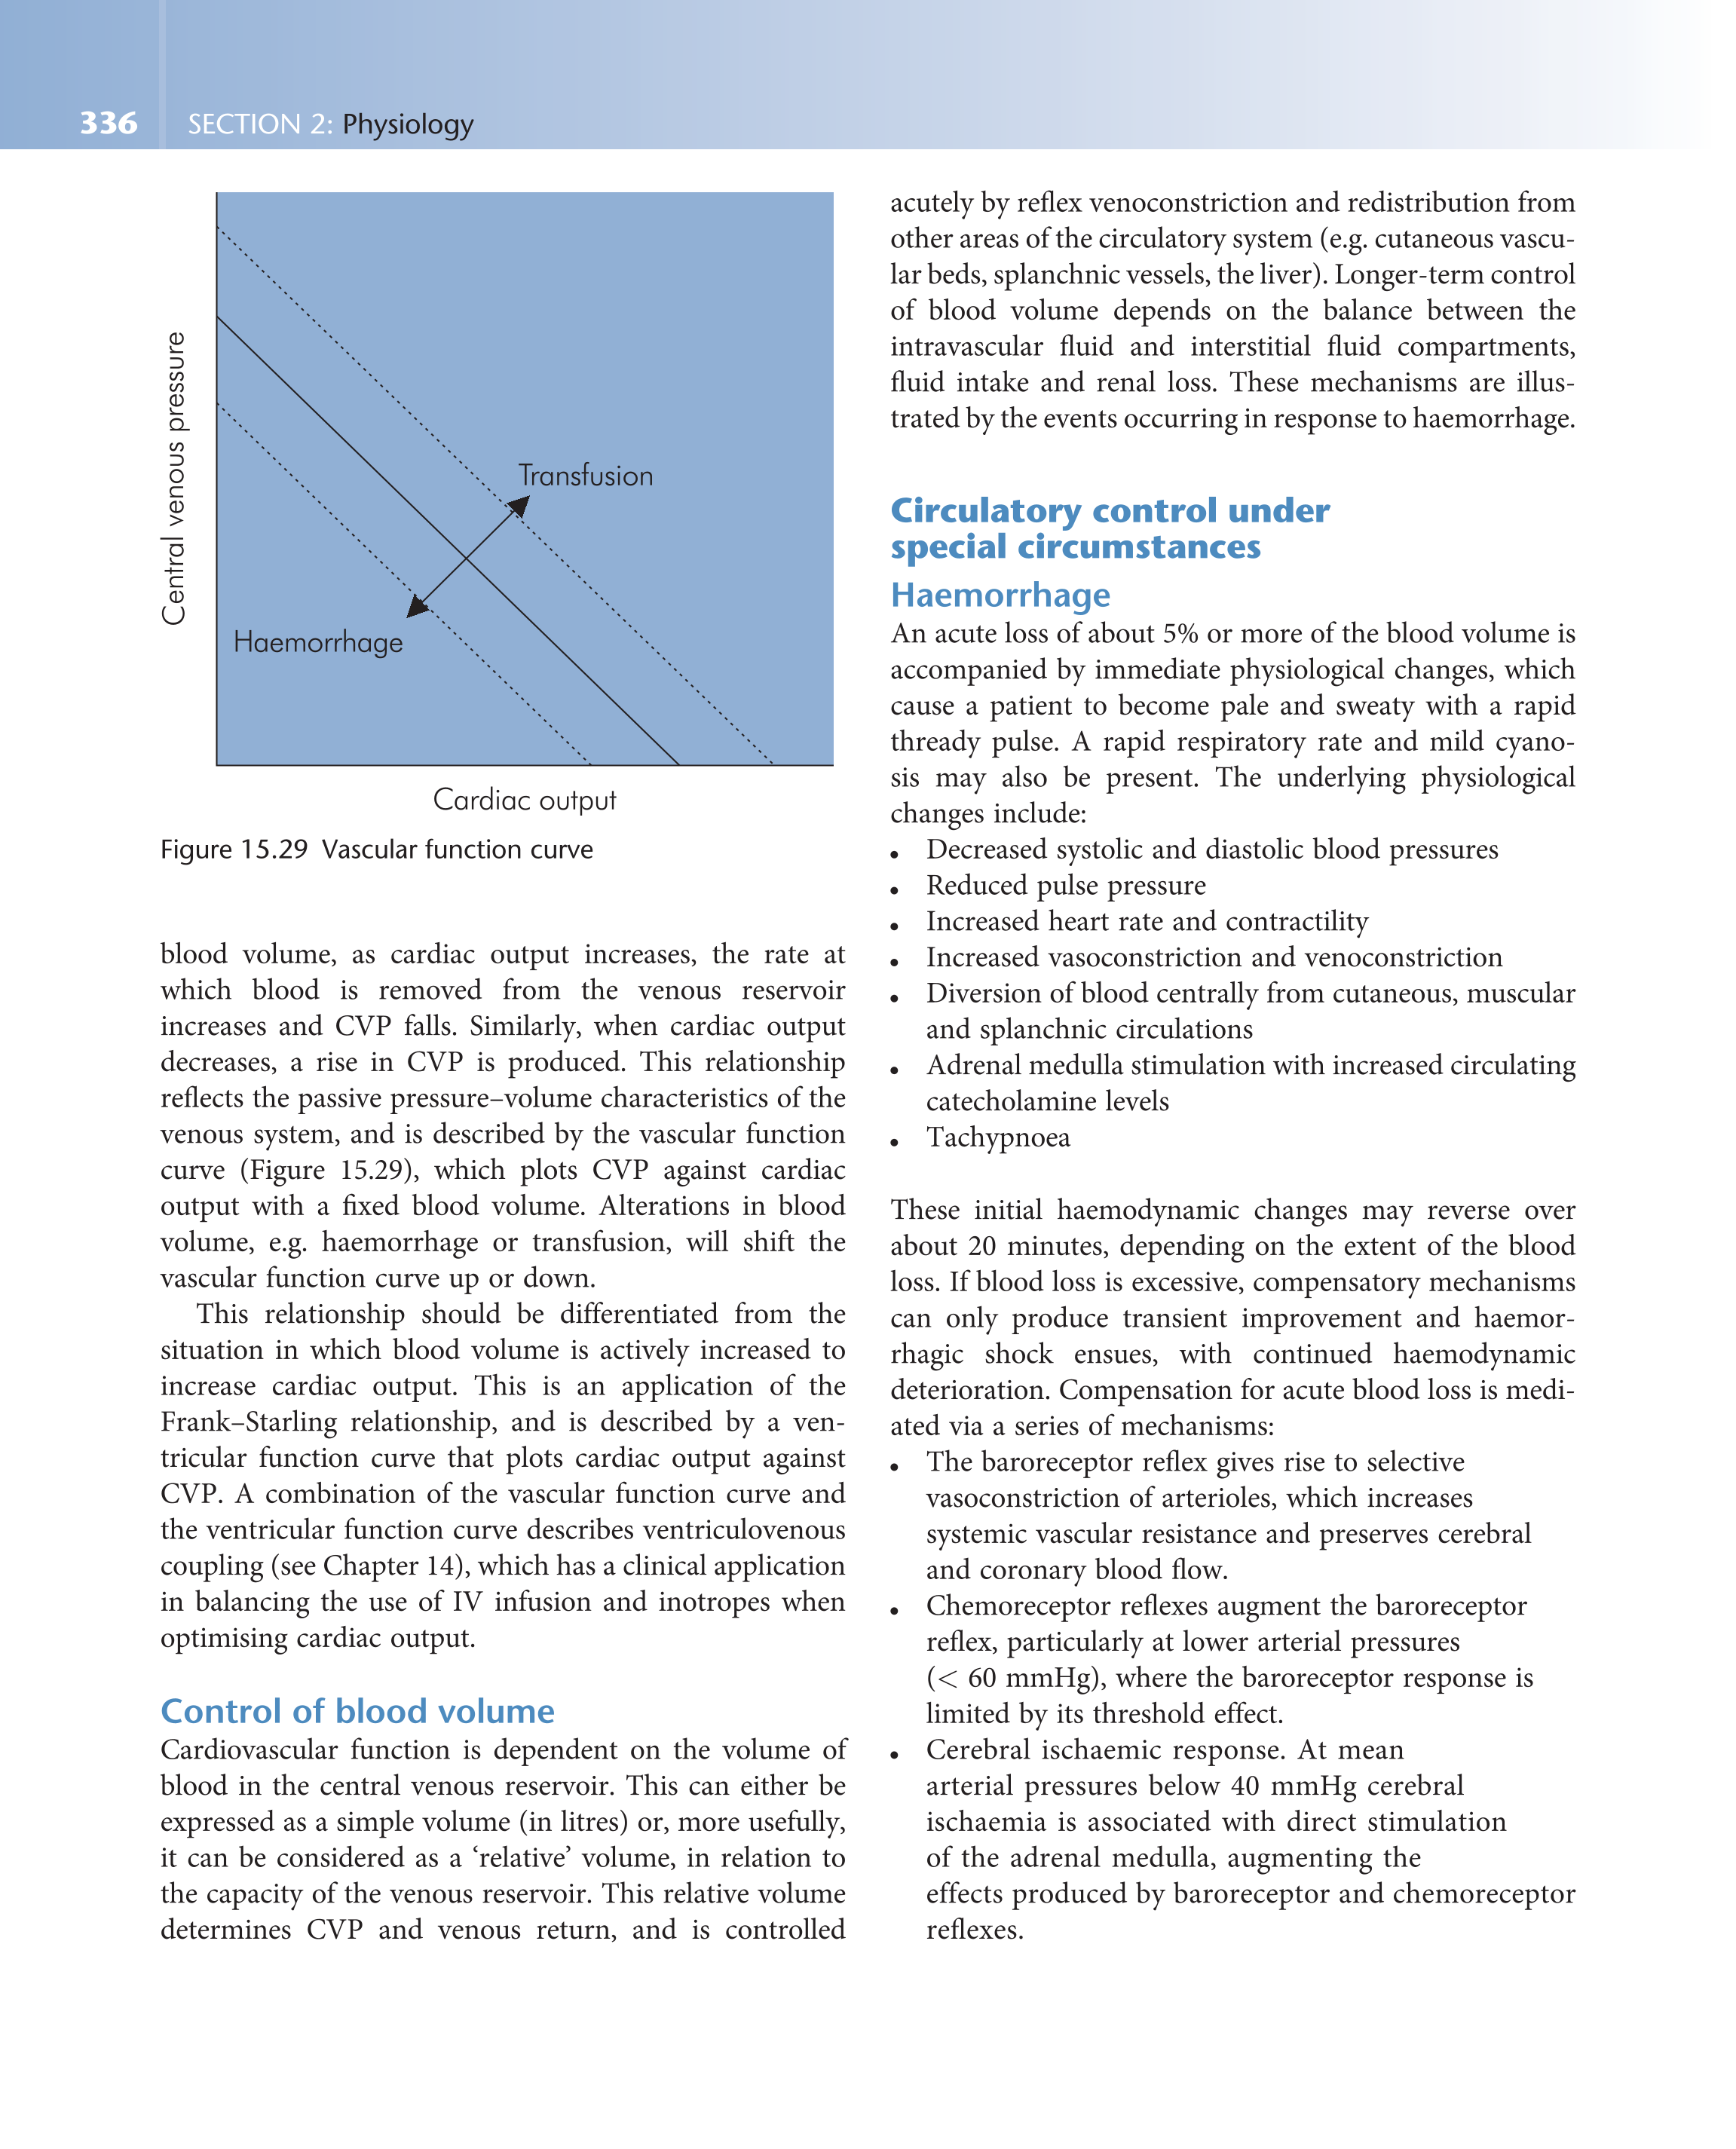 336 SECTION 2: Physiology
Central venous pressure
Transfusion
Haemorrhage
Cardiac output
Figure 15.29 Vascular function curve
blood volume, as cardiac output increases, the rate at
which blood is removed from the venous reservoir
increases and CVP falls. Similarly, when cardiac output
decreases, a rise in CVP is produced. This relationship
reflects the passive pressure–volume characteristics of the
venous system, and is described by the vascular function
curve (Figure 15.29), which plots CVP against cardiac
output with a fixed blood volume. Alterations in blood
volume, e.g. haemorrhage or transfusion, will shift the
vascular function curve up or down.
This relationship should be differentiated from the
situation in which blood volume is actively increased to
increase cardiac output. This is an application of the
Frank–Starling relationship, and is described by a ven-
tricular function curve that plots cardiac output against
CVP. A combination of the vascular function curve and
the ventricular function curve describes ventriculovenous
coupling (see Chapter 14), which has a clinical application
in balancing the use of IV infusion and inotropes when
optimising cardiac output.
Control of blood volume
Cardiovascular function is dependent on the volume of
blood in the central venous reservoir. This can either be
expressed as a simple volume (in litres) or, more usefully,
it can be considered as a ‘relative’ volume, in relation to
the capacity of the venous reservoir. This relative volume
determines CVP and venous return, and is controlled
acutely by reflex venoconstriction and redistribution from
other areas of the circulatory system (e.g. cutaneous vascu-
lar beds, splanchnic vessels, the liver). Longer-term control
of blood volume depends on the balance between the
intravascular fluid and interstitial fluid compartments,
fluid intake and renal loss. These mechanisms are illus-
trated by the events occurring in response to haemorrhage.
Circulatory control under
special circumstances
Haemorrhage
An acute loss of about 5% or more of the blood volume is
accompanied by immediate physiological changes, which
cause a patient to become pale and sweaty with a rapid
thready pulse. A rapid respiratory rate and mild cyano-
sis may also be present. The underlying physiological
changes include:
• Decreased systolic and diastolic blood pressures
• Reduced pulse pressure
• Increased heart rate and contractility
• Increased vasoconstriction and venoconstriction
• Diversion of blood centrally from cutaneous, muscular
and splanchnic circulations
• Adrenal medulla stimulation with increased circulating
catecholamine levels
• Tachypnoea
These initial haemodynamic changes may reverse over
about 20 minutes, depending on the extent of the blood
loss. If blood loss is excessive, compensatory mechanisms
can only produce transient improvement and haemor-
rhagic shock ensues, with continued haemodynamic
deterioration. Compensation for acute blood loss is medi-
ated via a series of mechanisms:
• The baroreceptor reflex gives rise to selective
vasoconstriction of arterioles, which increases
systemic vascular resistance and preserves cerebral
and coronary blood flow.
• Chemoreceptor reflexes augment the baroreceptor
reflex, particularly at lower arterial pressures
(< 60 mmHg), where the baroreceptor response is
limited by its threshold effect.
• Cerebral ischaemic response. At mean
arterial pressures below 40 mmHg cerebral
ischaemia is associated with direct stimulation
of the adrenal medulla, augmenting the
effects produced by baroreceptor and chemoreceptor
reflexes.